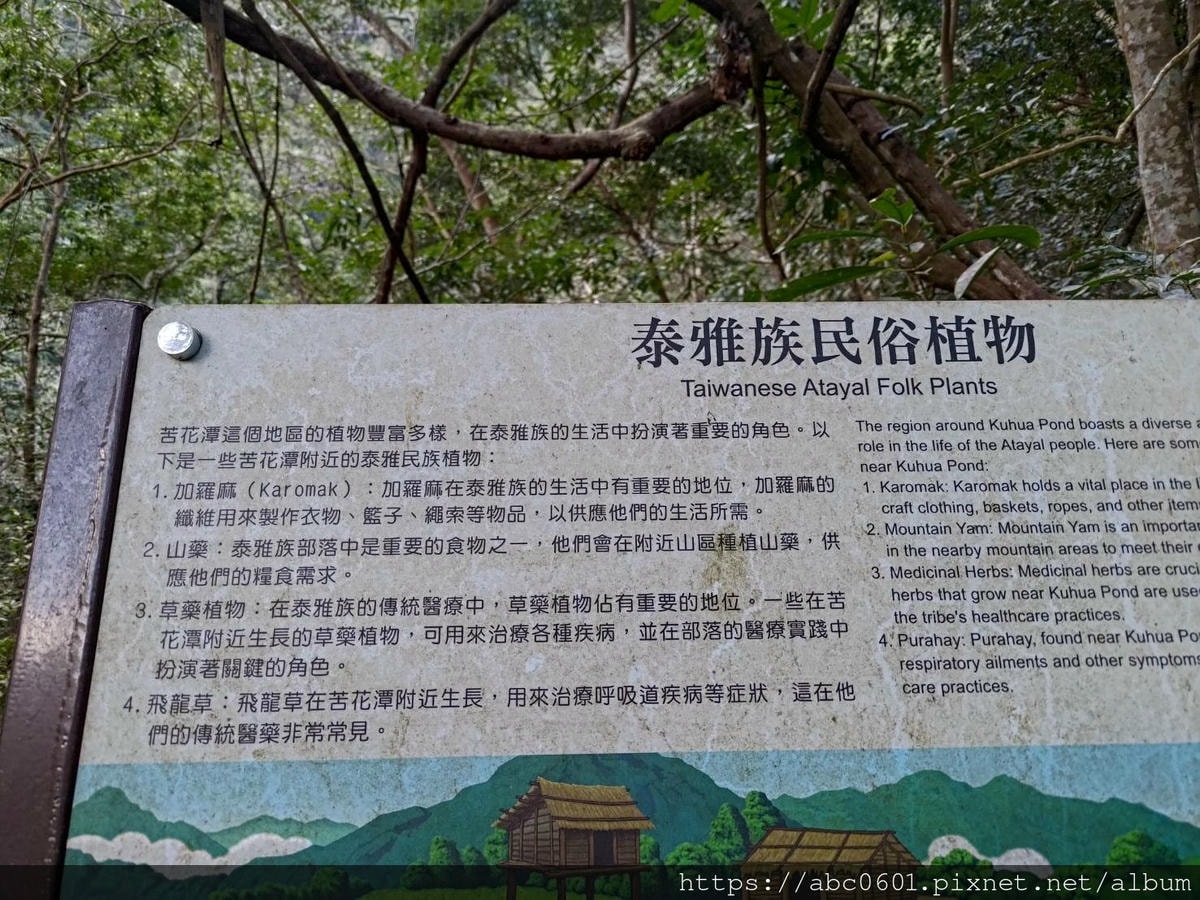 泰雅族民俗植物
Taiwanese Atayal Folk Plants
苦花潭這個地區的植物豐富多樣，在泰雅族的生活中扮演著重要的角色。以
下是一些苦花潭附近的泰雅民族植物：
1. 加羅麻（Karomak）：加羅麻在泰雅族的生活中有重要的地位，加羅麻的
纖維用來製作衣物、籃子、繩索等物品，以供應他們的生活所需。
2. 山藥：泰雅族部落中是重要的食物之一，他們會在附近山區種植山藥，供
應他們的糧食需求。
3. 草藥植物：在泰雅族的傳統醫療中，草藥植物佔有重要的地位。一些在苦
花潭附近生長的草藥植物，可用來治療各種疾病，並在部落的醫療實踐中
扮演著關鍵的角色。
4. 飛龍草：飛龍草在苦花潭附近生長，用來治療呼吸道疾病等症狀，這在他
們的傳統醫藥非常常見。
The region around Kuhua Pond boasts a diverse
role in the life of the Atayal people. Here are som
near Kuhua Pond:
1. Karomak: Karomak holds a vital place in the
craft clothing, baskets, ropes, and other item
2. Mountain Yam: Mountain Yam is an importa
in the nearby mountain areas to meet their
3. Medicinal Herbs: Medicinal herbs are cruci
herbs that grow near Kuhua Pond are use
the tribe's healthcare practices.
4. Purahay: Purahay, found near Kuhua Po
respiratory ailments and other symptoms
care practices.
https://abc0601.pixnet.net/album